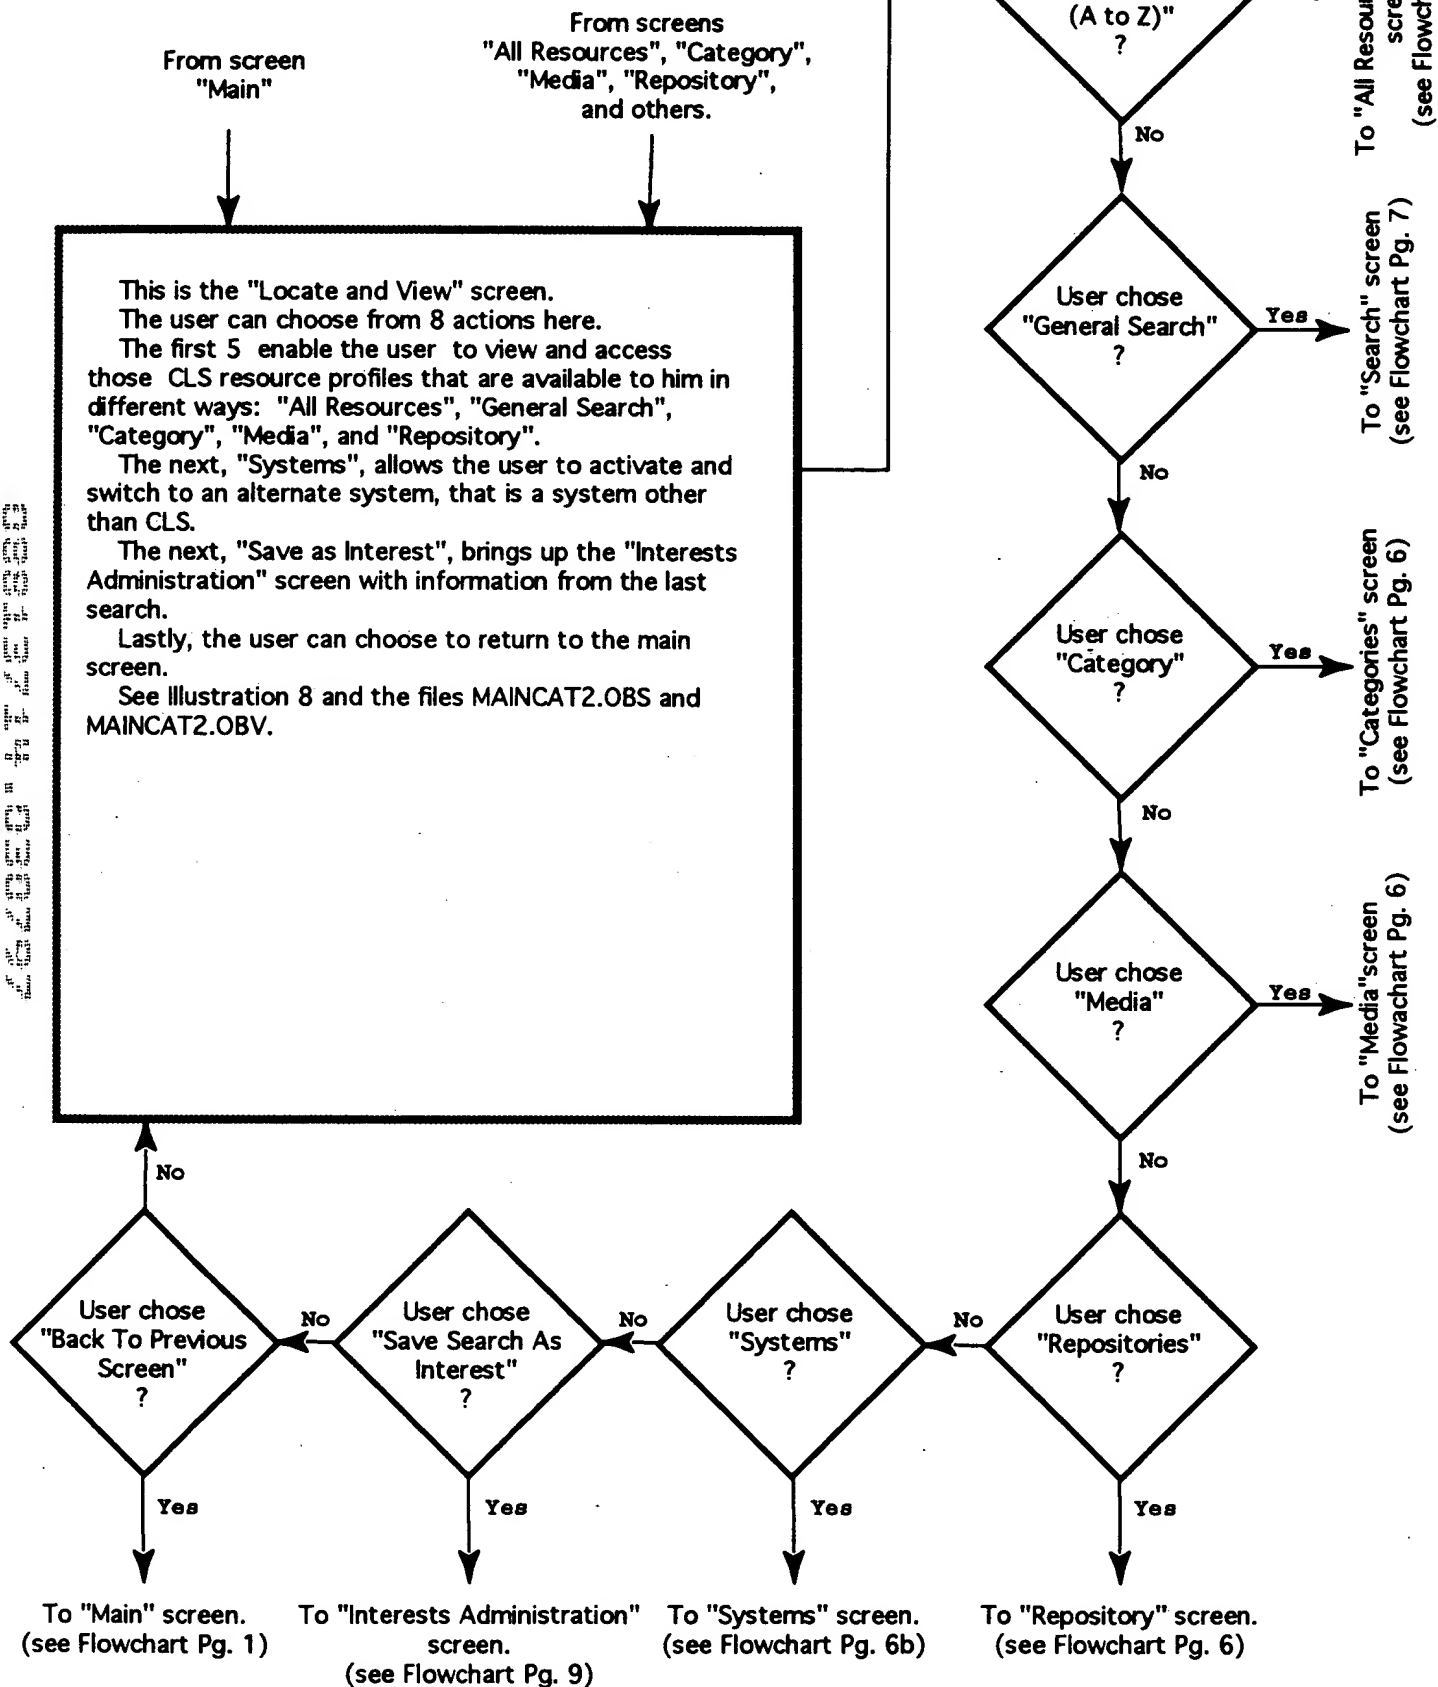 From screen
"Main"
From screens
"All Resources", "Category",
"Media", "Repository",
and others.
(A to Z)"
?
No
This is the "Locate and View" screen.
The user can choose from 8 actions here.
The first 5 enable the user to view and access
those CLS resource profiles that are available to him in
different ways: "All Resources", "General Search",
"Category", "Media", and "Repository".
The next, "Systems", allows the user to activate and
switch to an alternate system, that is a system other
than CLS.
The next, "Save as Interest", brings up the "Interests
Administration" screen with information from the last
search.
Lastly, the user can choose to return to the main
screen.
See Illustration 8 and the files MAINCAT2.OBS and
MAINCAT2.OBV.
User chose
"General Search"
?
Yes
To "Search" screen
(see Flowchart Pg. 7)
No
User chose
"Category"
?
Yes
To "Categories" screen
(see Flowchart Pg. 6)
No
User chose
"Media"
?
Yes
To "Media"screen
(see Flowachart Pg. 6)
No
User chose
"Repositories"
?
No
User chose
"Systems"
?
No
User chose
"Save Search As
Interest"
?
No
User chose
"Back To Previous
Screen"
?
No
Yes
Yes
Yes
Yes
To "Main" screen.
(see Flowchart Pg. 1)
To "Interests Administration"
screen.
(see Flowchart Pg. 9)
To "Systems" screen.
(see Flowchart Pg. 6b)
To "Repository" screen.
(see Flowchart Pg. 6)
To "All
(see